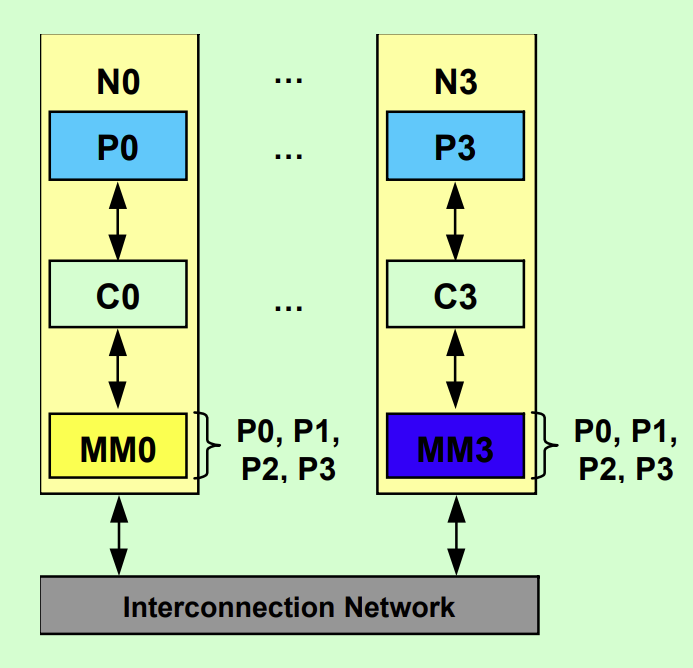 N0 ... N3
P0 ... P3
C0 ... C3
MM0 P0, P1, P2, P3 MM3 P0, P1, P2, P3
Interconnection Network